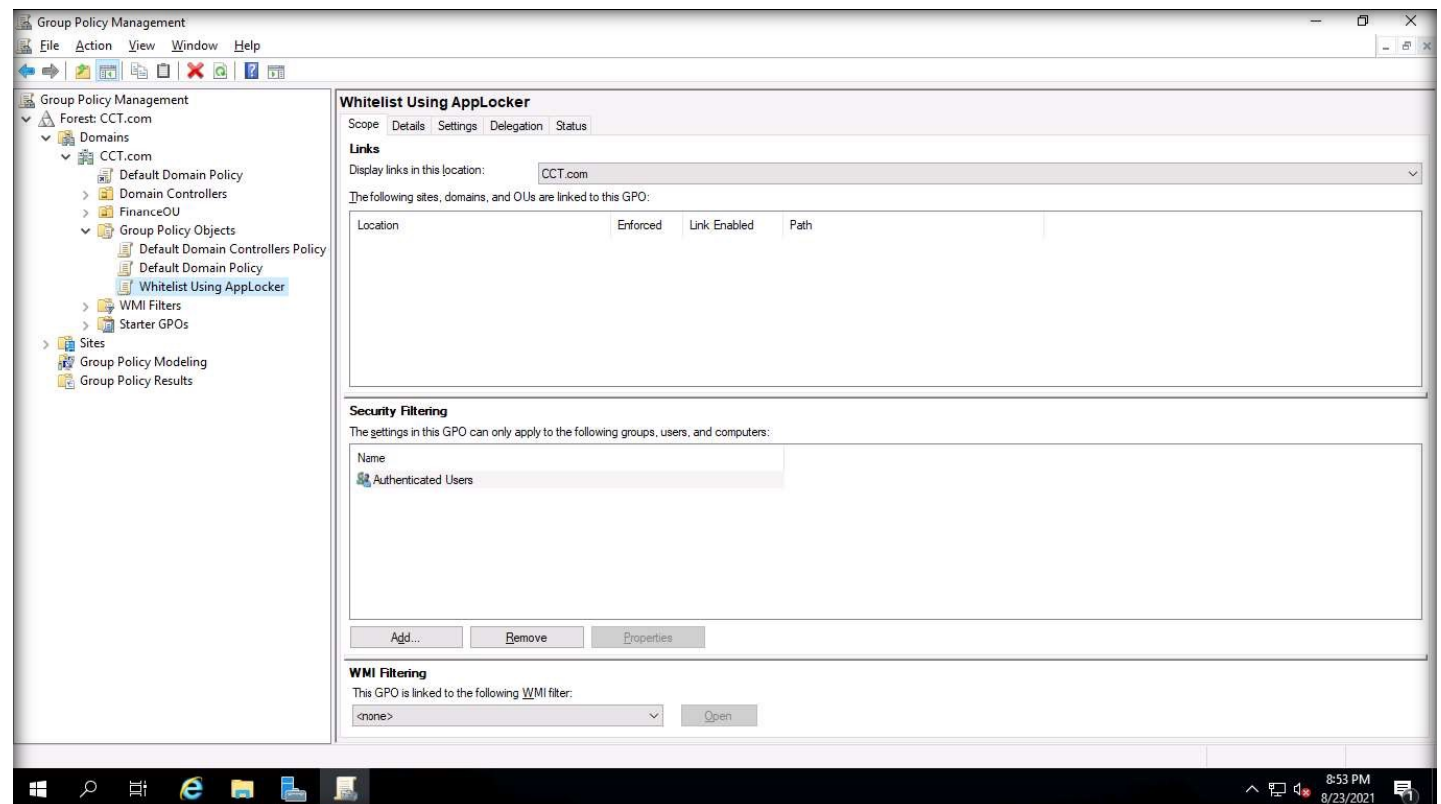 Group Policy Management
File Action View Window Help
Group Policy Management
Forest: CCT.com
Domains
CCT.com
Default Domain Policy
Domain Controllers
FinanceOU
Group Policy Objects
Default Domain Controllers Policy
Default Domain Policy
Whitelist Using AppLocker
WMI Filters
Starter GPOs
Sites
Group Policy Modeling
Group Policy Results
Whitelist Using AppLocker
Scope Details Settings Delegation Status
Links
Display links in this location: CCT.com
The following sites, domains, and OUs are linked to this GPO:
Location Enforced Link Enabled Path
Security Filtering
The settings in this GPO can only apply to the following groups, users, and computers:
Name
Authenticated Users
Add... Remove Properties
WMI Filtering
This GPO is linked to the following WMI filter:
<none> Open
8:53 PM
8/23/2021
1